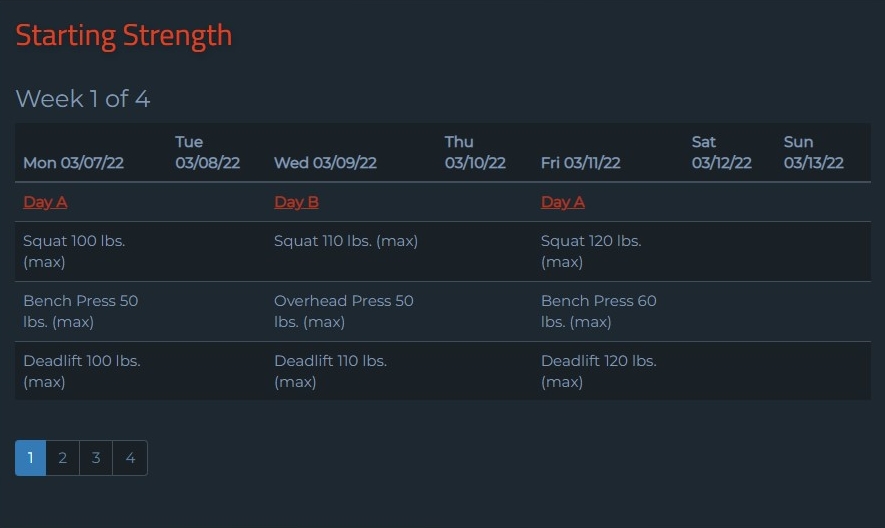 Starting Strength
Week 1 of 4
Mon 03/07/22
Tue
03/08/22
Wed 03/09/22
Thu
03/10/22
Fri 03/11/22
Sat
03/12/22
Sun
03/13/22
Day A
Day B
Day A
Squat 100 lbs.
(max)
Squat 110 lbs. (max)
Squat 120 lbs.
(max)
Bench Press 50
lbs. (max)
Overhead Press 50
lbs. (max)
Bench Press 60
lbs. (max)
Deadlift 100 lbs.
(max)
Deadlift 110 lbs.
(max)
Deadlift 120 lbs.
(max)
1 2 3 4